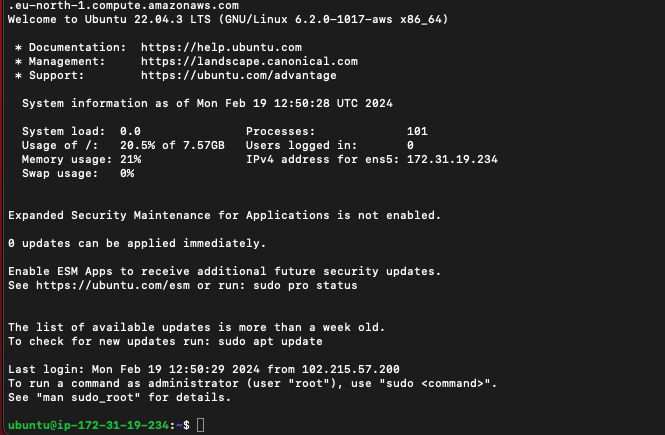 .eu-north-1.compute.amazonaws.com
Welcome to Ubuntu 22.04.3 LTS (GNU/Linux 6.2.0-1017-aws x86_64)
* Documentation:  https://help.ubuntu.com
* Management:     https://landscape.canonical.com
* Support:        https://ubuntu.com/advantage
System information as of Mon Feb 19 12:50:28 UTC 2024
System load:  0.0               Processes:             101
Usage of /:   20.5% of 7.57GB   Users logged in:       0
Memory usage: 21%               IPv4 address for ens5: 172.31.19.234
Swap usage:   0%
Expanded Security Maintenance for Applications is not enabled.
0 updates can be applied immediately.
Enable ESM Apps to receive additional future security updates.
See https://ubuntu.com/esm or run: sudo pro status
The list of available updates is more than a week old.
To check for new updates run: sudo apt update
Last login: Mon Feb 19 12:50:29 2024 from 102.215.57.200
To run a command as administrator (user "root"), use "sudo <command>".
See "man sudo_root" for details.
ubuntu@ip-172-31-19-234:~$